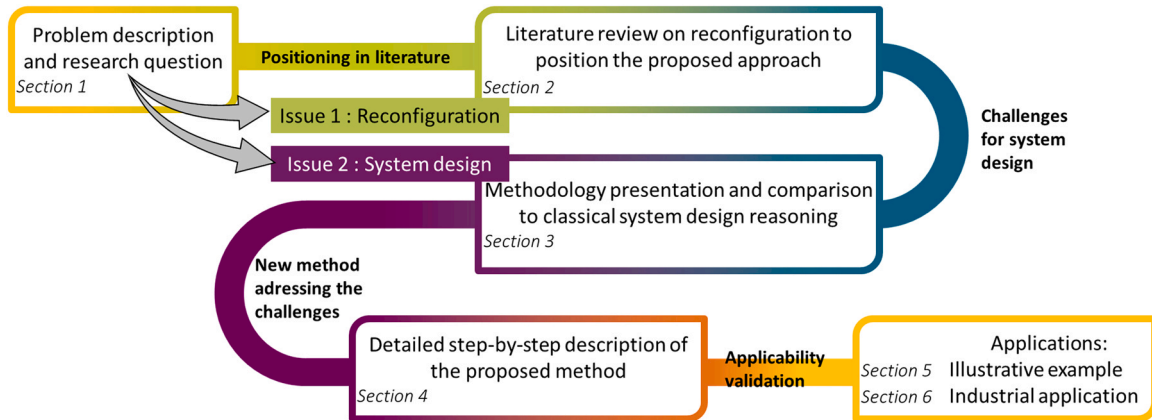 Problem description
and research question
Section 1
Positioning in literature
Literature review on reconfiguration to
position the proposed approach
Section 2
Issue 1 : Reconfiguration
Issue 2 : System design
Challenges
for system
design
Methodology presentation and comparison
to classical system design reasoning
Section 3
New method
adressing the
challenges
Detailed step-by-step description of
the proposed method
Section 4
Applicability
validation
Applications:
Section 5 Illustrative example
Section 6 Industrial application